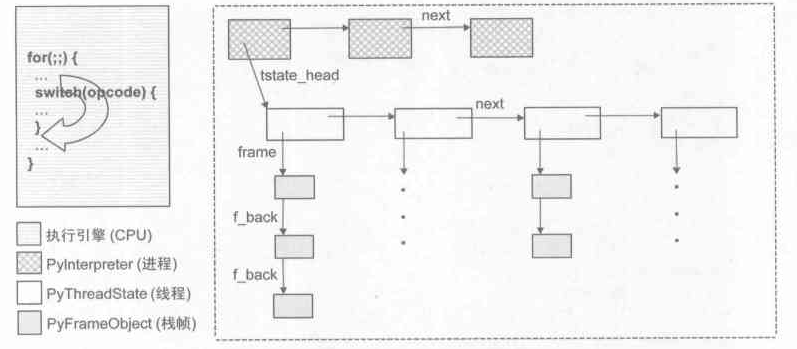 for(;;) {
...
switch(opcode) {
...
}
...
}
执行引擎 (CPU)
PyInterpreter (进程)
PyThreadState (线程)
PyFrameObject (栈帧)
next
tstate_head
next
frame
f_back
f_back